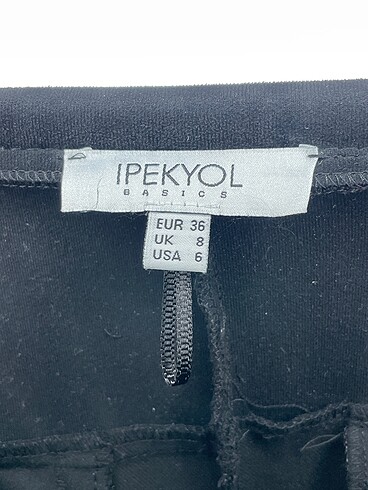 IPEKYOL
BASICS
EUR 36
UK 8
USA 6